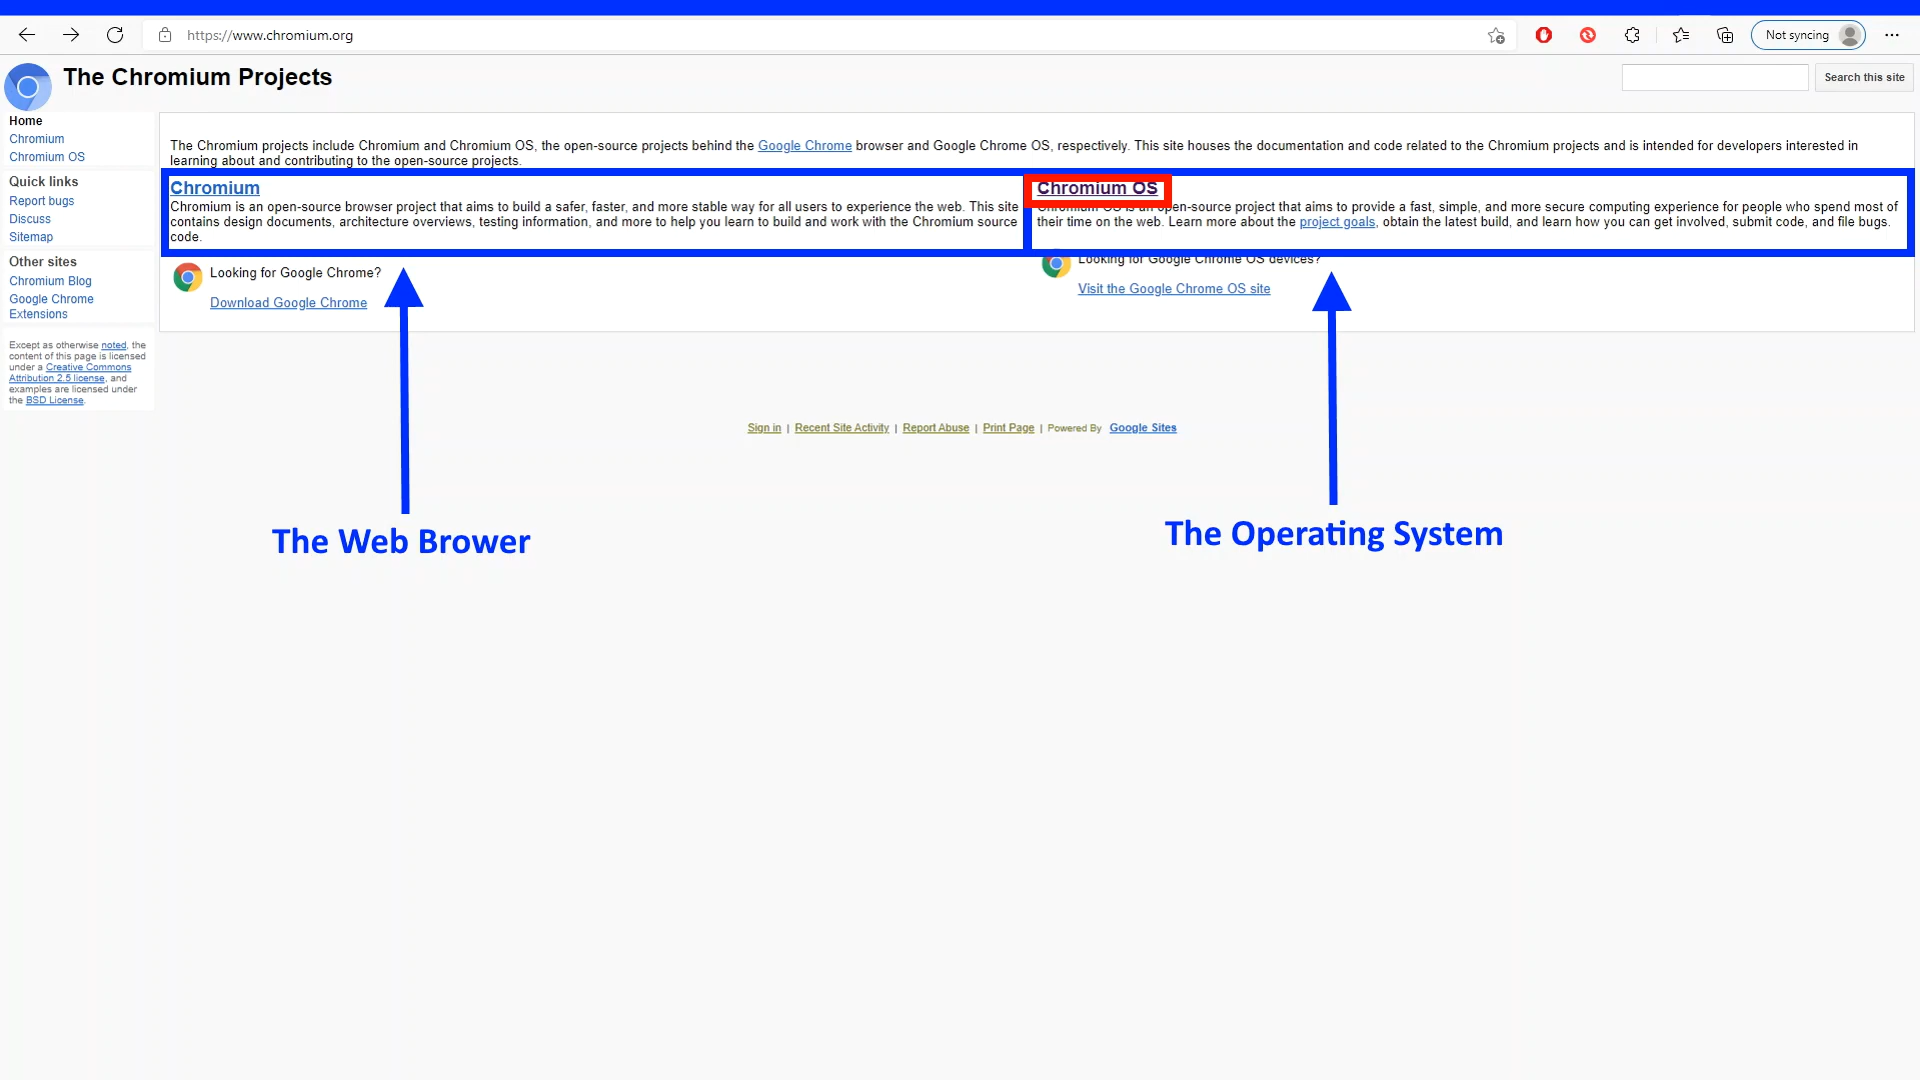 https://www.chromium.org
Not syncing
The Chromium Projects
Search this site
Home
Chromium
Chromium OS
Quick links
Report bugs
Discuss
Sitemap
Other sites
Chromium Blog
Google Chrome
Extensions
Except as otherwise noted, the
content of this page is licensed
under a Creative Commons
Attribution 2.5 license, and
examples are licensed under
the BSD License.
The Chromium projects include Chromium and Chromium OS, the open-source projects behind the Google Chrome browser and Google Chrome OS, respectively. This site houses the documentation and code related to the Chromium projects and is intended for developers interested in
learning about and contributing to the open-source projects.
Chromium
Chromium is an open-source browser project that aims to build a safer, faster, and more stable way for all users to experience the web. This site
contains design documents, architecture overviews, testing information, and more to help you learn to build and work with the Chromium source
code.
Looking for Google Chrome?
Download Google Chrome
Chromium OS
Chromium OS is an open-source project that aims to provide a fast, simple, and more secure computing experience for people who spend most of
their time on the web. Learn more about the project goals, obtain the latest build, and learn how you can get involved, submit code, and file bugs.
Looking for Google Chrome OS devices?
Visit the Google Chrome OS site
Sign in | Recent Site Activity | Report Abuse | Print Page | Powered By Google Sites
The Web Brower
The Operating System